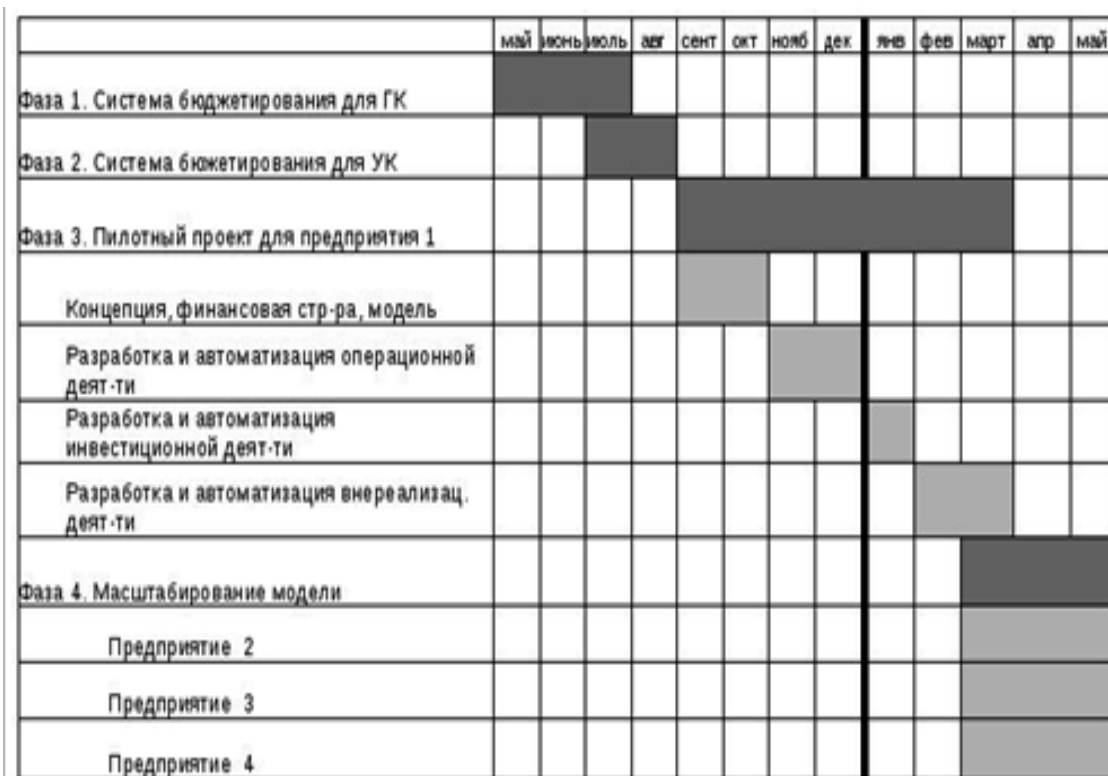 май июнь июль авг сент окт нояб дек янв фев март апр май
Фаза 1. Система бюджетирования для ГК
Фаза 2. Система бюжетирования для УК
Фаза 3. Пилотный проект для предприятия 1
Концепция, финансовая стр-ра, модель
Разработка и автоматизация операционной
деят-ти
Разработка и автоматизация
инвестиционной деят-ти
Разработка и автоматизация внереализац.
деят-ти
Фаза 4. Масштабирование модели
Предприятие 2
Предприятие 3
Предприятие 4